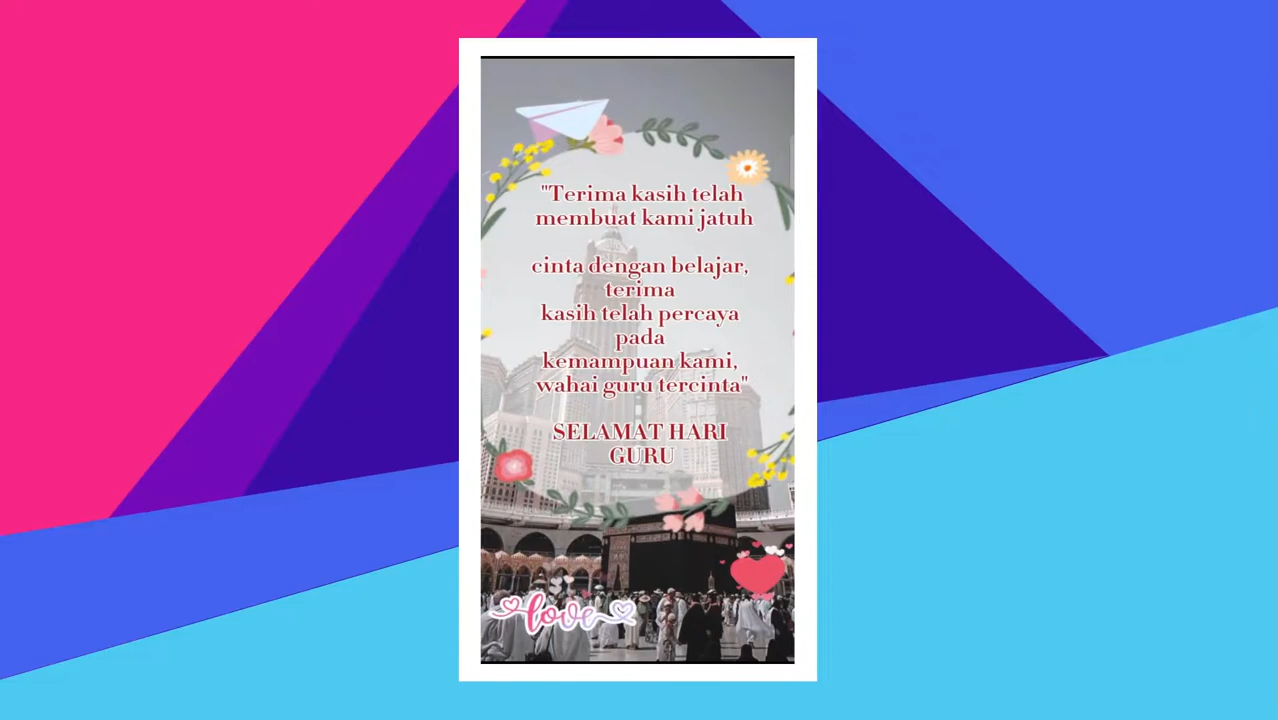 "Terima kasih telah
membuat kami jatuh
cinta dengan belajar,
terima
kasih telah percaya
pada
kemampuan kami,
wahai guru tercinta"
SELAMAT HARI
GURU
love